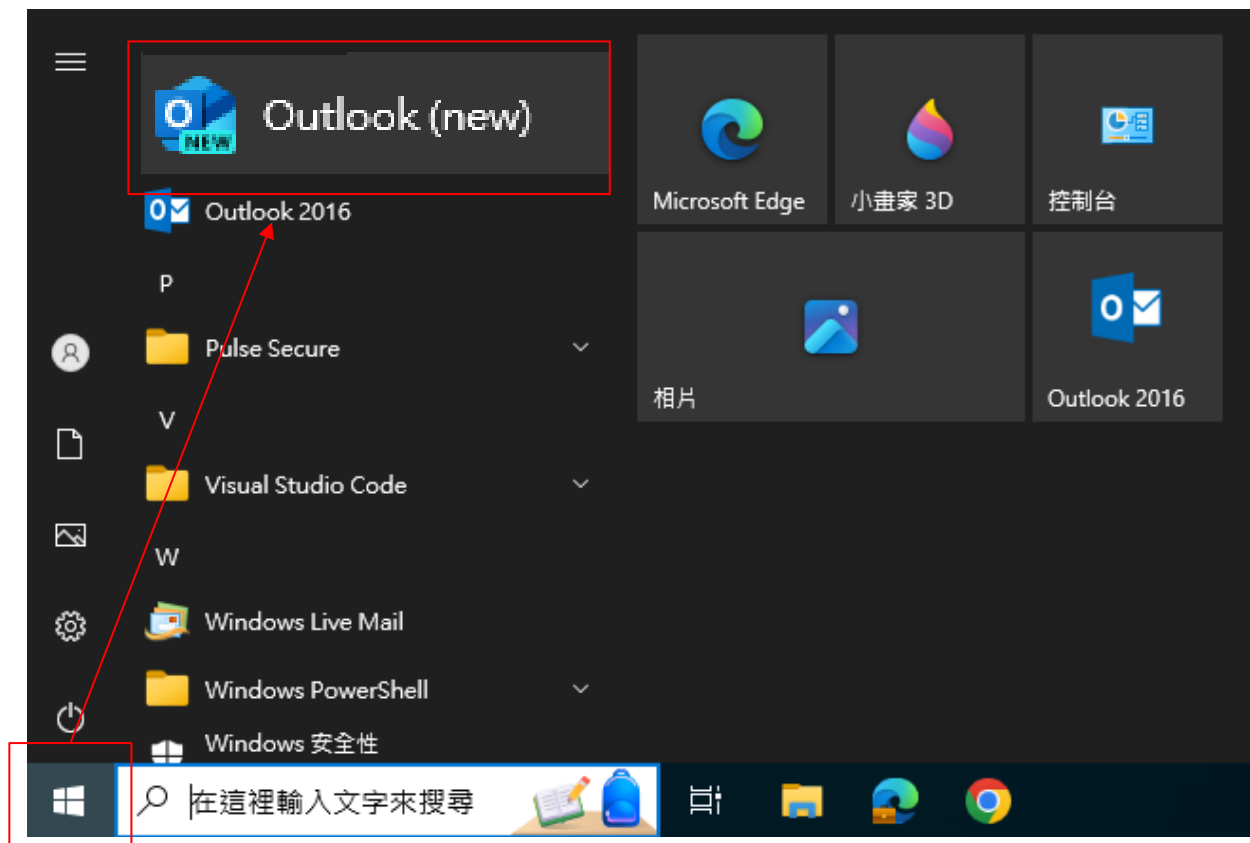 Outlook (new)
NEW
Outlook 2016
P
Pulse Secure
V
Visual Studio Code
W
Windows Live Mail
Windows PowerShell
Windows 安全性
Microsoft Edge
小畫家 3D
控制台
相片
Outlook 2016
在這裡輸入文字來搜尋